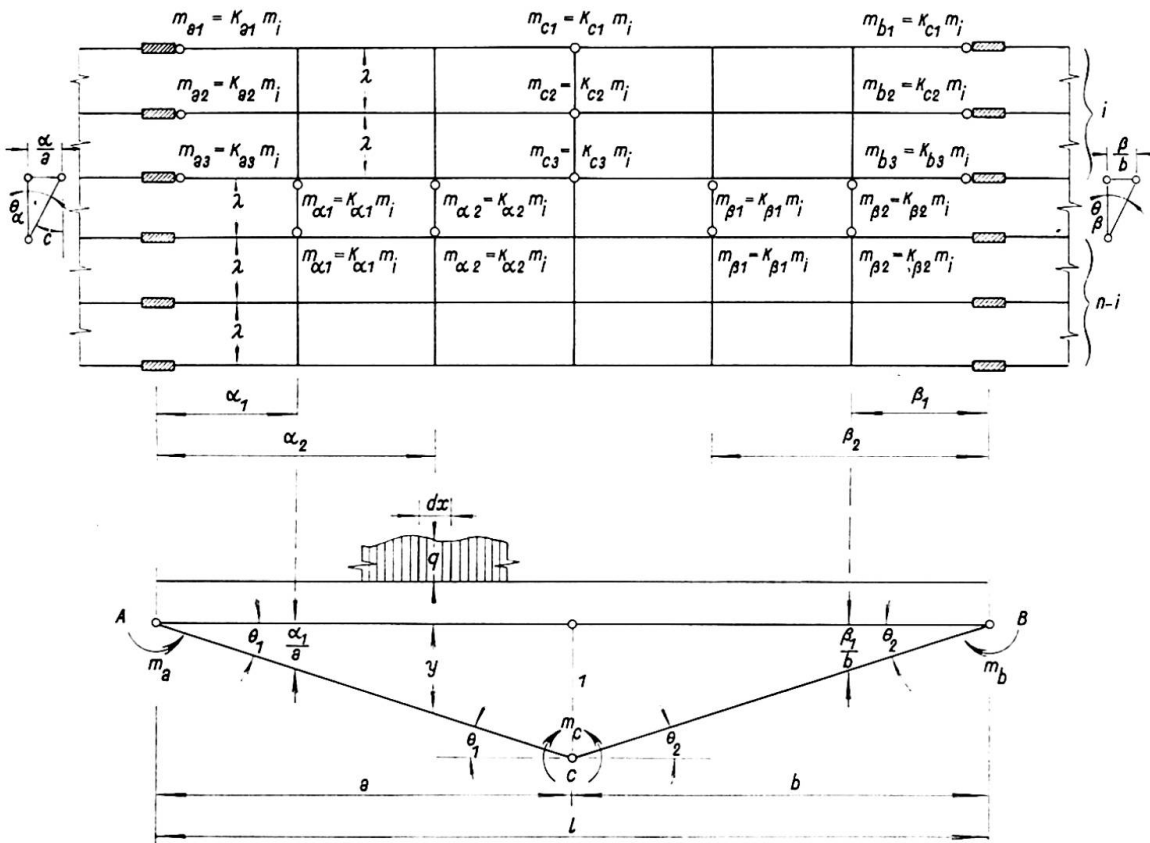 m_a1 = K_a1 m_i m_c1 = K_c1 m_i m_b1 = K_c1 m_i
λ
m_a2 = K_a2 m_i m_c2 = K_c2 m_i m_b2 = K_c2 m_i
i
λ
α/a m_a3 = K_a3 m_i m_c3 = K_c3 m_i m_b3 = K_b3 m_i β/b
θ_α c λ m_α1 = K_α1 m_i m_α2 = K_α2 m_i m_β1 = K_β1 m_i m_β2 = K_β2 m_i θ_β
m_α1 = K_α1 m_i m_α2 = K_α2 m_i m_β1 = K_β1 m_i m_β2 = K_β2 m_i
λ
n-i
λ
α_1 β_1
α_2 β_2
dx
q
A B
θ_1 α_1/a y β_1/b θ_2
m_a 1 m_b
m_c
θ_1 θ_2
C
a b
l